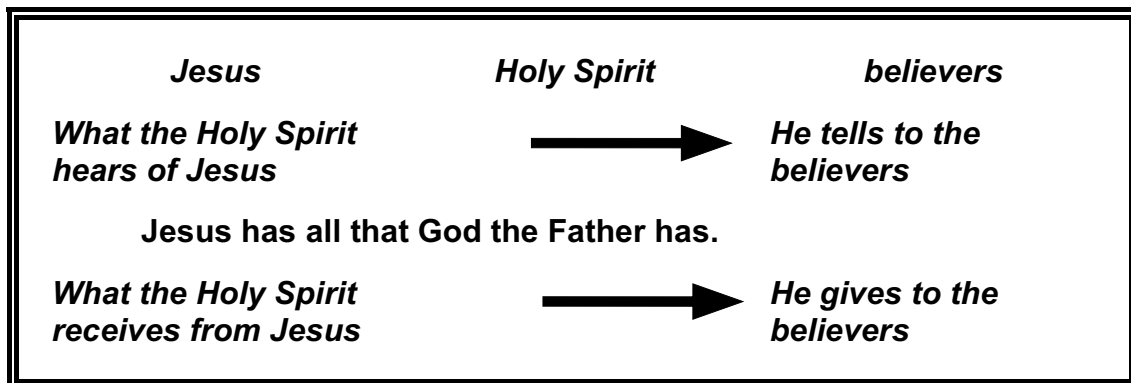 Jesus Holy Spirit believers
What the Holy Spirit He tells to the
hears of Jesus believers
Jesus has all that God the Father has.
What the Holy Spirit He gives to the
receives from Jesus believers